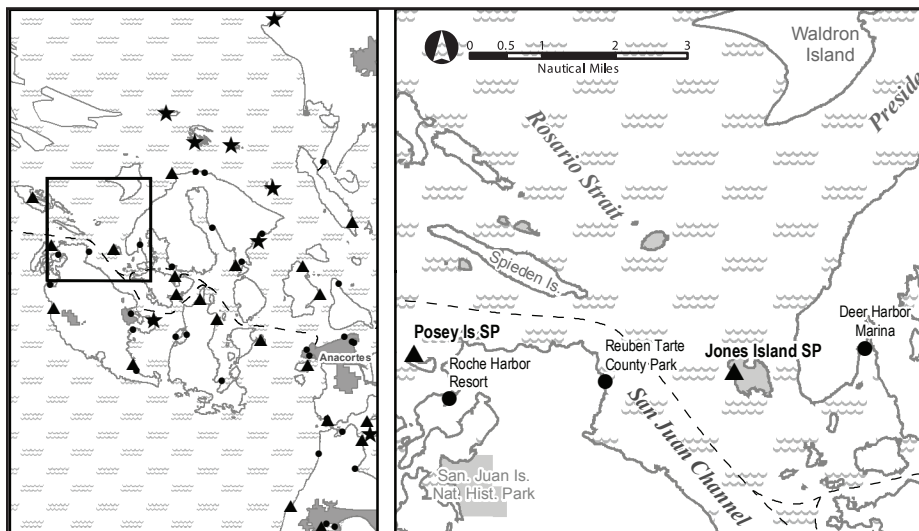 Anacortes
0 0.5 1 2 3
Nautical Miles
Waldron
Island
Preside
Rosario Strait
Spieden Is.
Posey Is SP
Roche Harbor
Resort
Reuben Tarte
County Park
Jones Island SP
Deer Harbor
Marina
San Juan Channel
San. Juan Is.
Nat. Hist. Park